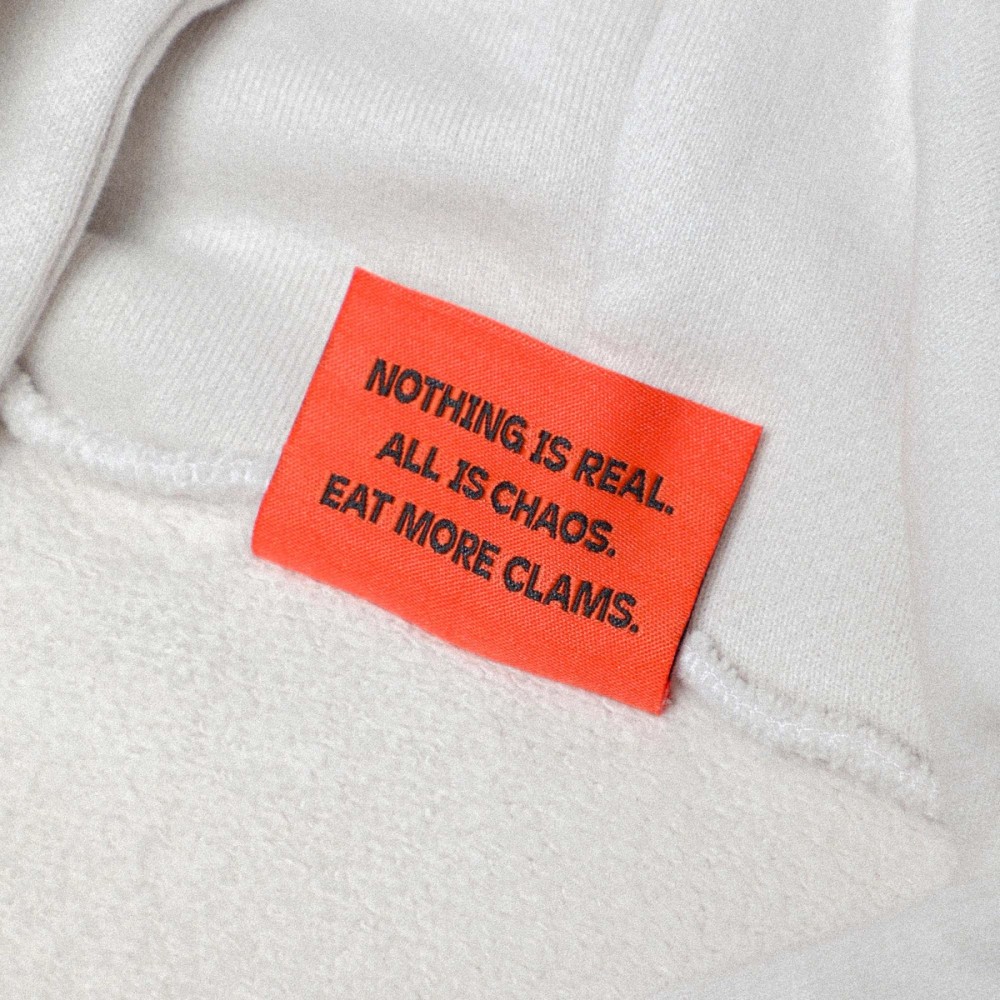 NOTHING IS REAL.
ALL IS CHAOS.
EAT MORE CLAMS.